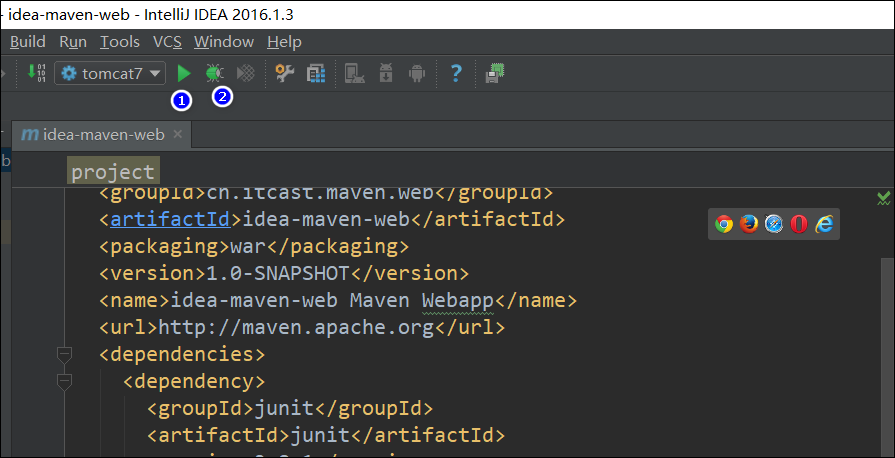 idea-maven-web - IntelliJ IDEA 2016.1.3
Build Run Tools VCS Window Help
tomcat7
1 2
m idea-maven-web ×
b
project
<groupId>cn.itcast.maven.web</groupId>
<artifactId>idea-maven-web</artifactId>
<packaging>war</packaging>
<version>1.0-SNAPSHOT</version>
<name>idea-maven-web Maven Webapp</name>
<url>http://maven.apache.org</url>
<dependencies>
<dependency>
<groupId>junit</groupId>
<artifactId>junit</artifactId>